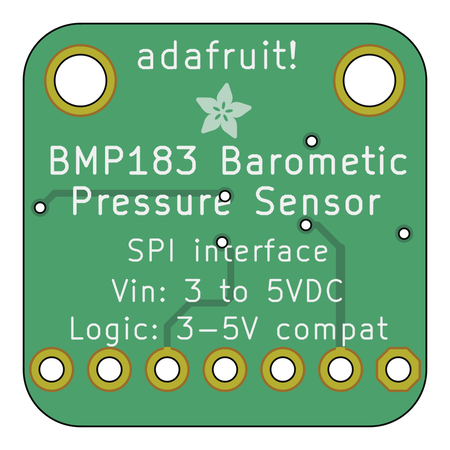 adafruit!
BMP183 Barometic
Pressure Sensor
SPI interface
Vin: 3 to 5VDC
Logic: 3-5V compat